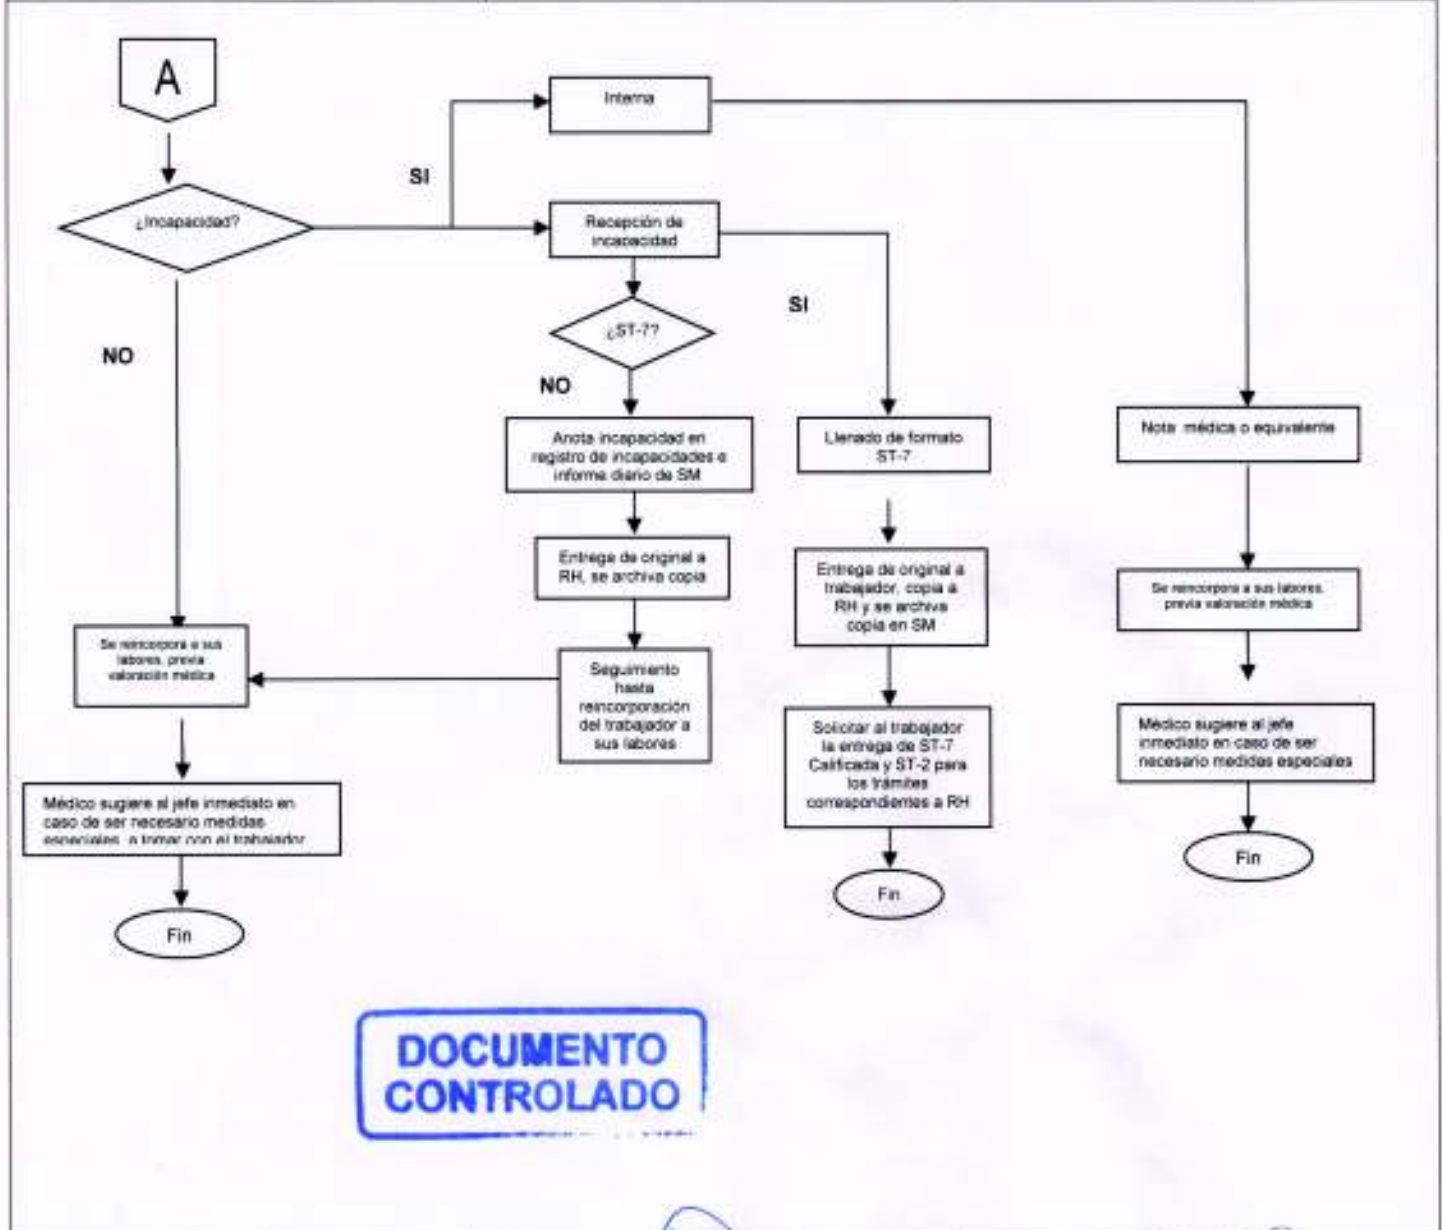 A
Interna
SI
¿Incapacidad?
Recepción de
incapacidad
SI
¿ST-7?
NO
NO
Anota incapacidad en
registro de incapacidades e
informe diario de SM
Llenado de formato
ST-7
Nota médica o equivalente
Entrega de original a
RH, se archiva copia
Entrega de original a
trabajador, copia a
RH y se archiva
copia en SM
Se reincorpora a sus labores,
previa valoración médica
Se reincorpora a sus
labores, previa
valoración médica
Seguimiento
hasta
reincorporación
del trabajador a
sus labores
Solicitar al trabajador
la entrega de ST-7
Calificada y ST-2 para
los trámites
correspondientes a RH
Médico sugiere al jefe
inmediato en caso de ser
necesario medidas especiales
Médico sugiere al jefe inmediato en
caso de ser necesario medidas
especiales a tomar con el trabajador
Fin
Fin
Fin
DOCUMENTO
CONTROLADO